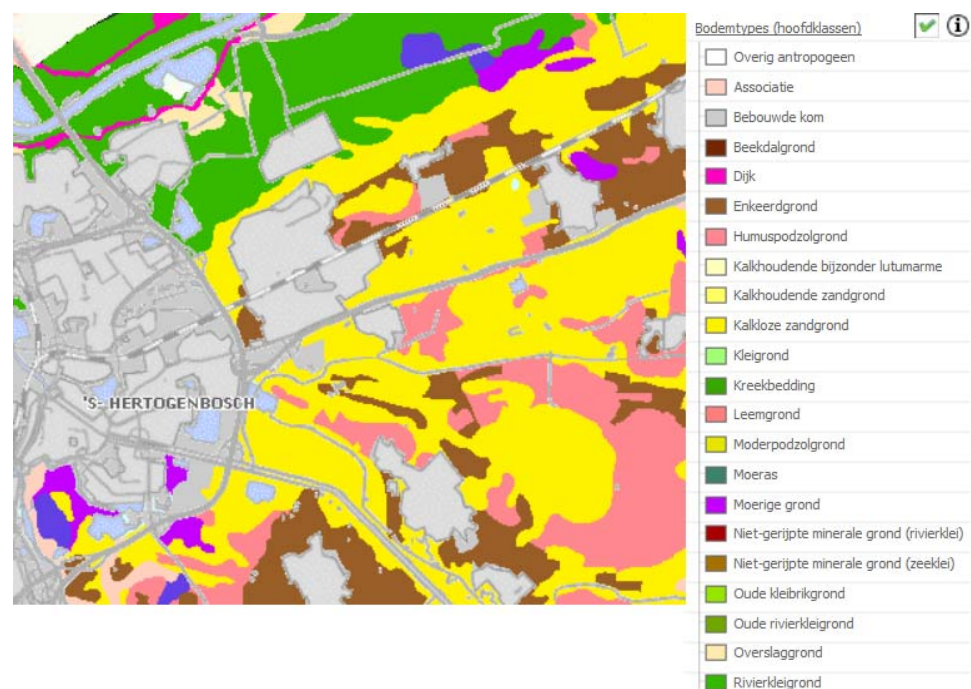 Bodemtypes (hoofdklassen)
Overig antropogeen
Associatie
Bebouwde kom
Beekdalgrond
Dijk
Enkeerdgrond
Humuspodzolgrond
Kalkhoudende bijzonder lutumarme
Kalkhoudende zandgrond
Kalkloze zandgrond
Kleigrond
Kreekbedding
Leemgrond
Moderpodzolgrond
Moeras
Moerige grond
Niet-gerijpte minerale grond (rivierklei)
Niet-gerijpte minerale grond (zeeklei)
Oude kleibrikgrond
Oude rivierkleigrond
Overslaggrond
Rivierkleigrond
'S- HERTOGENBOSCH